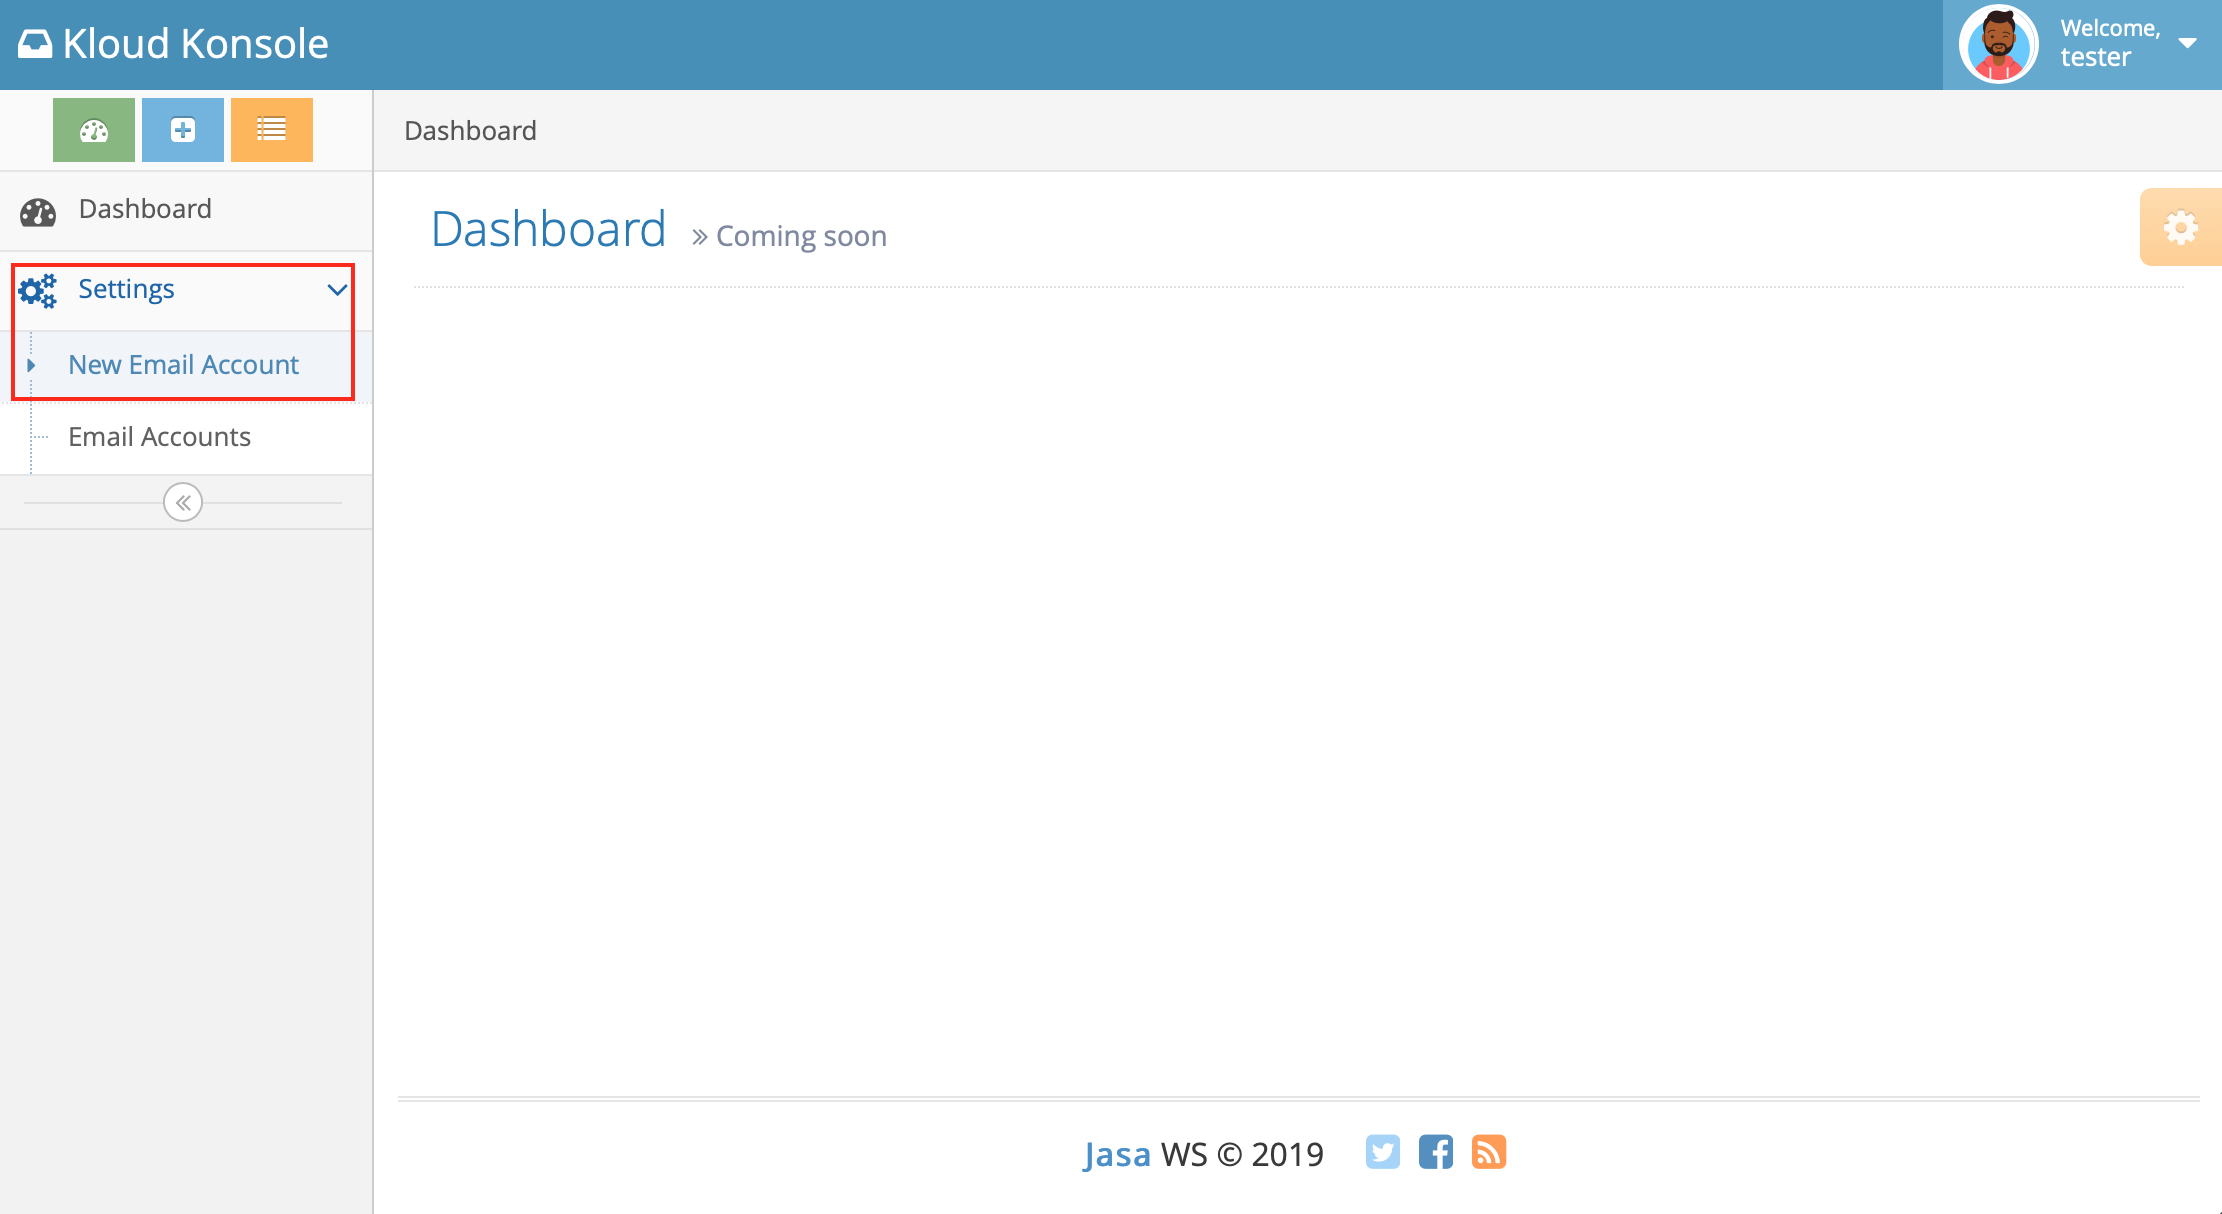 Kloud Konsole
Welcome,
tester
Dashboard
Dashboard
Settings
New Email Account
Email Accounts
Dashboard
Coming soon
Jasa WS © 2019